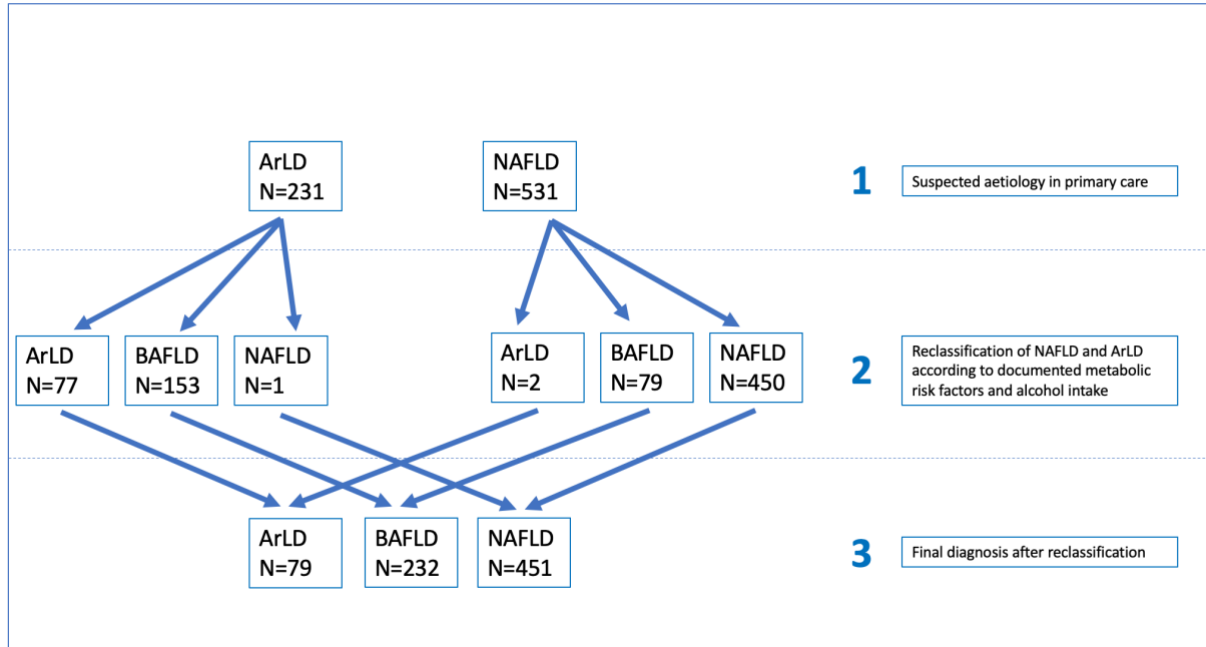 ArLD
N=231
NAFLD
N=531
1
Suspected aetiology in primary care
ArLD
N=77
BAFLD
N=153
NAFLD
N=1
ArLD
N=2
BAFLD
N=79
NAFLD
N=450
2
Reclassification of NAFLD and ArLD
according to documented metabolic
risk factors and alcohol intake
ArLD
N=79
BAFLD
N=232
NAFLD
N=451
3
Final diagnosis after reclassification